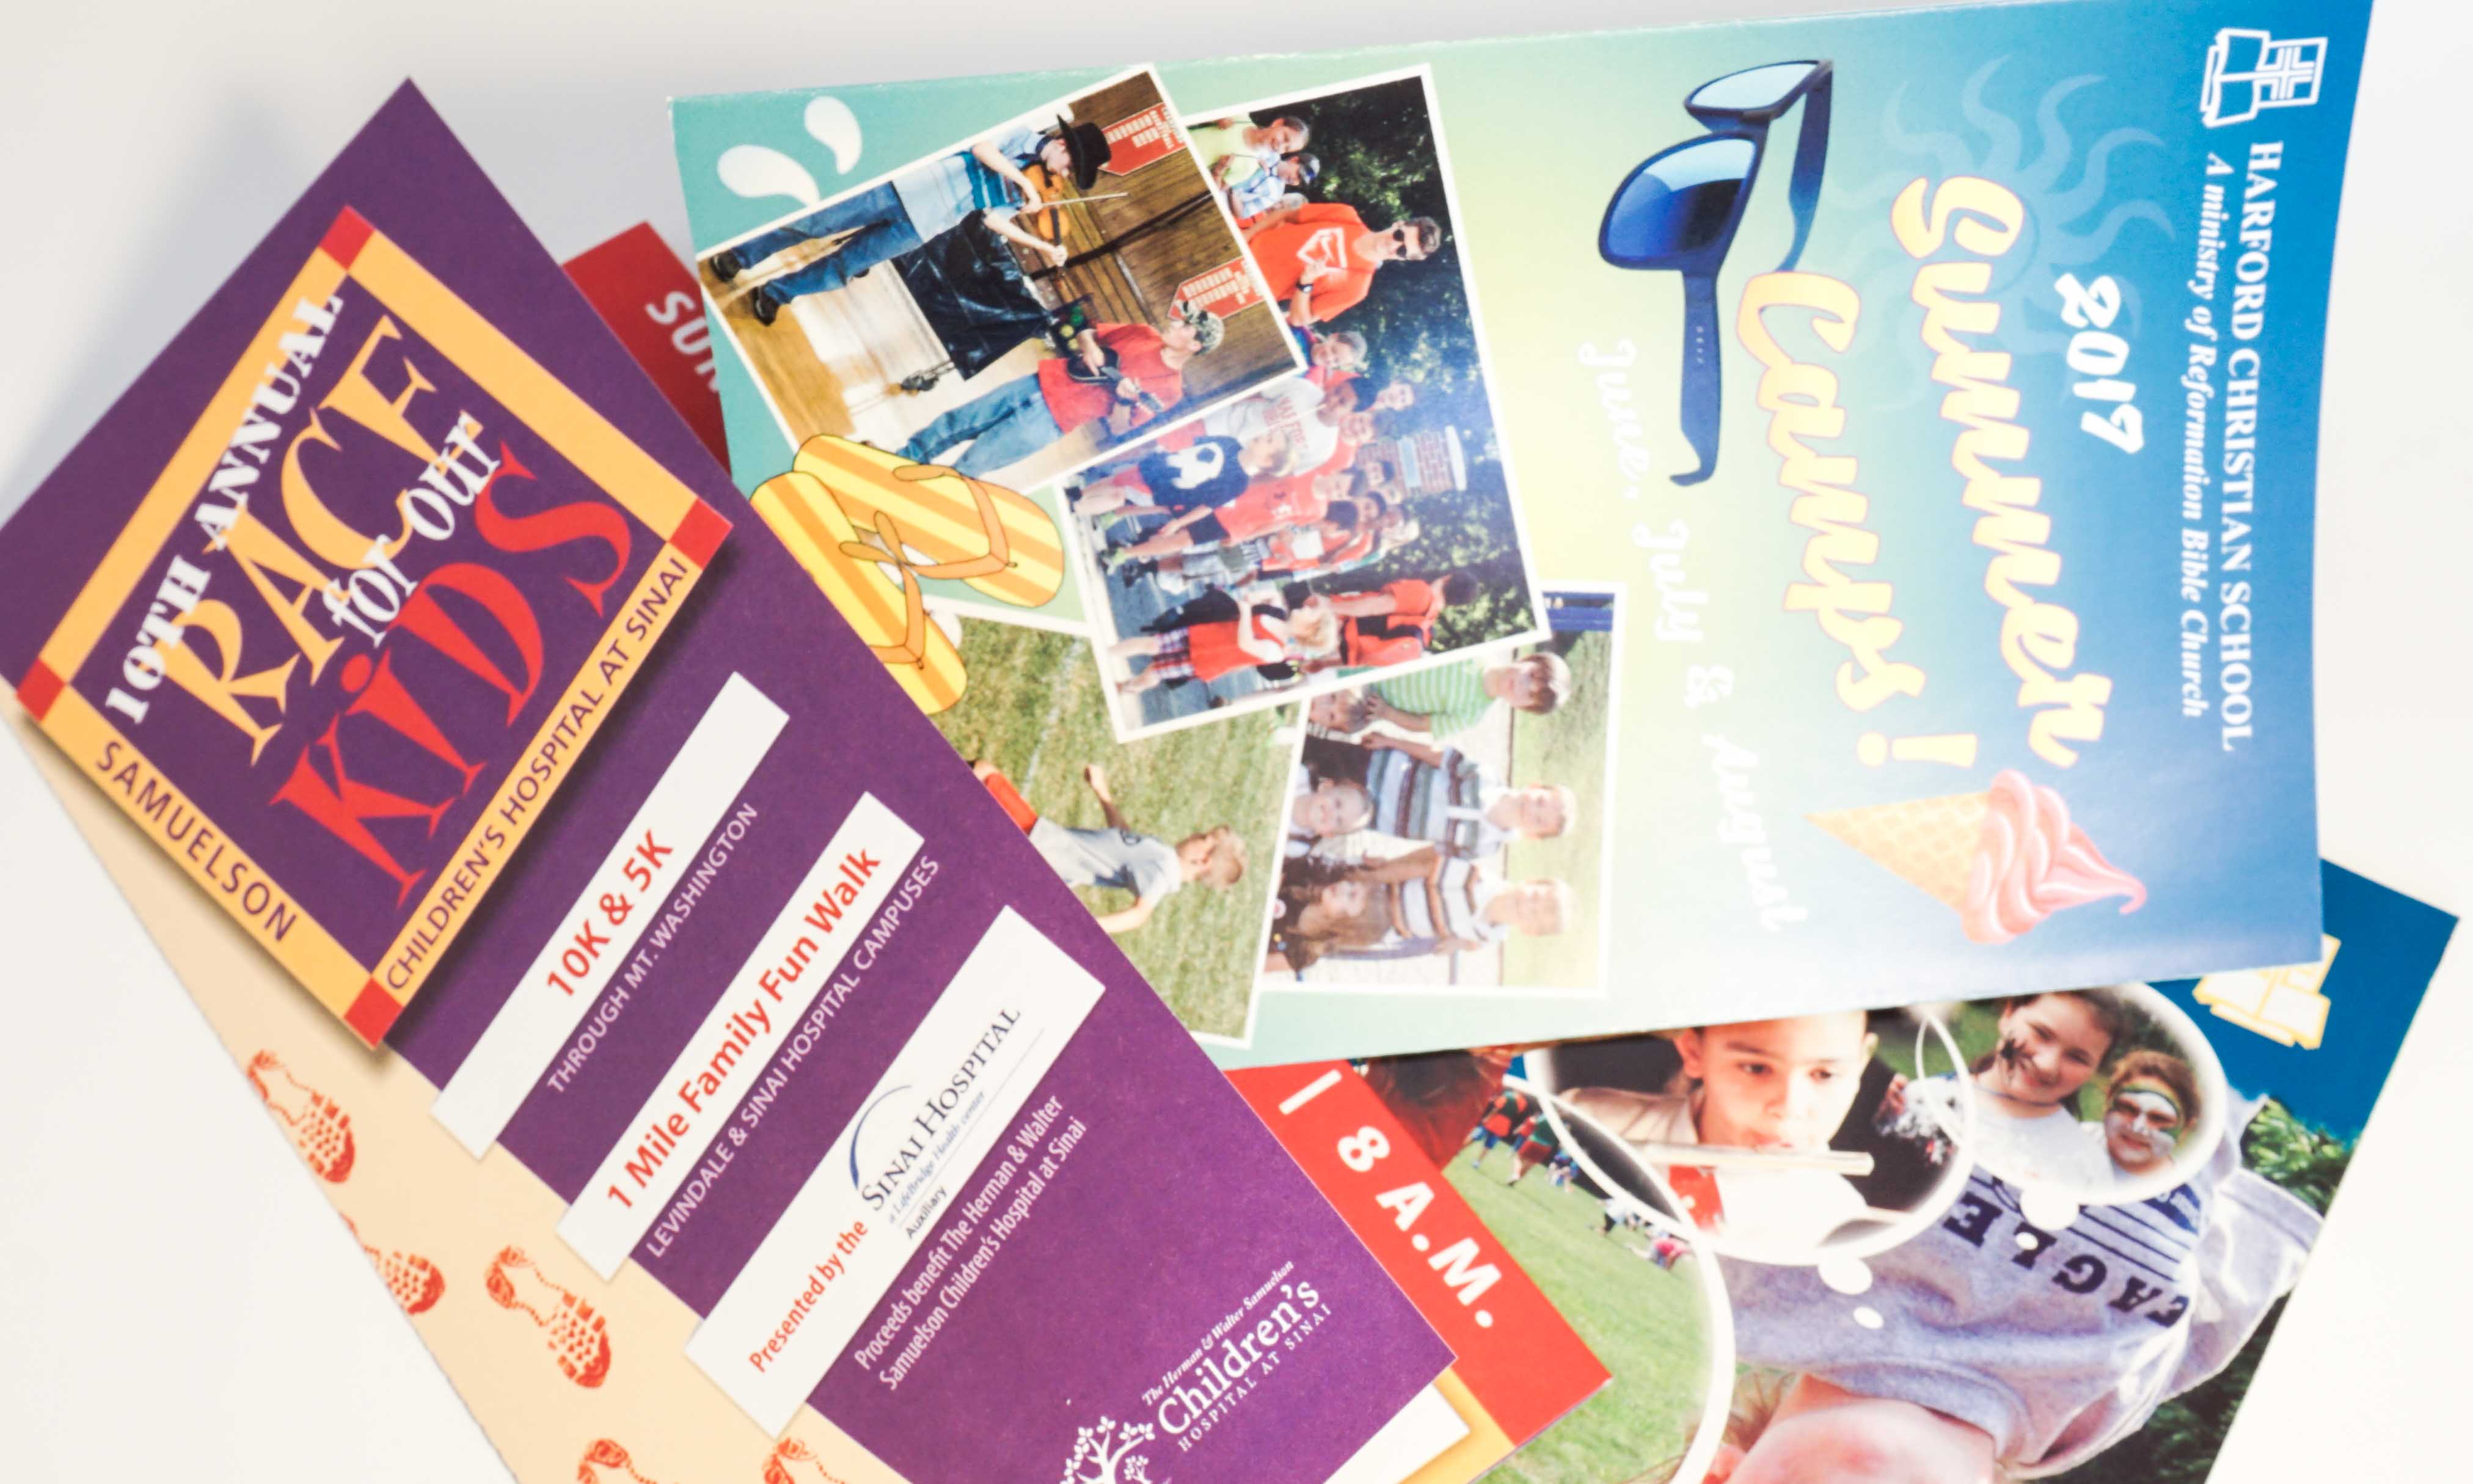 10TH ANNUAL
RACE
for our
KIDS
SAMUELSON
CHILDREN'S HOSPITAL AT SINAI
10K & 5K
THROUGH MT. WASHINGTON
1 Mile Family Fun Walk
LEVINDALE & SINAI HOSPITAL CAMPUSES
Presented by the
SINAI HOSPITAL
a LifeBridge Health center
Auxiliary
Proceeds benefit The Herman & Walter
Samuelson Children's Hospital at Sinai
The Herman & Walter Samuelson
Children's
HOSPITAL AT SINAI
SUN
| 8 A.M.
HARFORD CHRISTIAN SCHOOL
A ministry of Reformation Bible Church
2017
Summer
Camps!
June, July & August
EAGLE